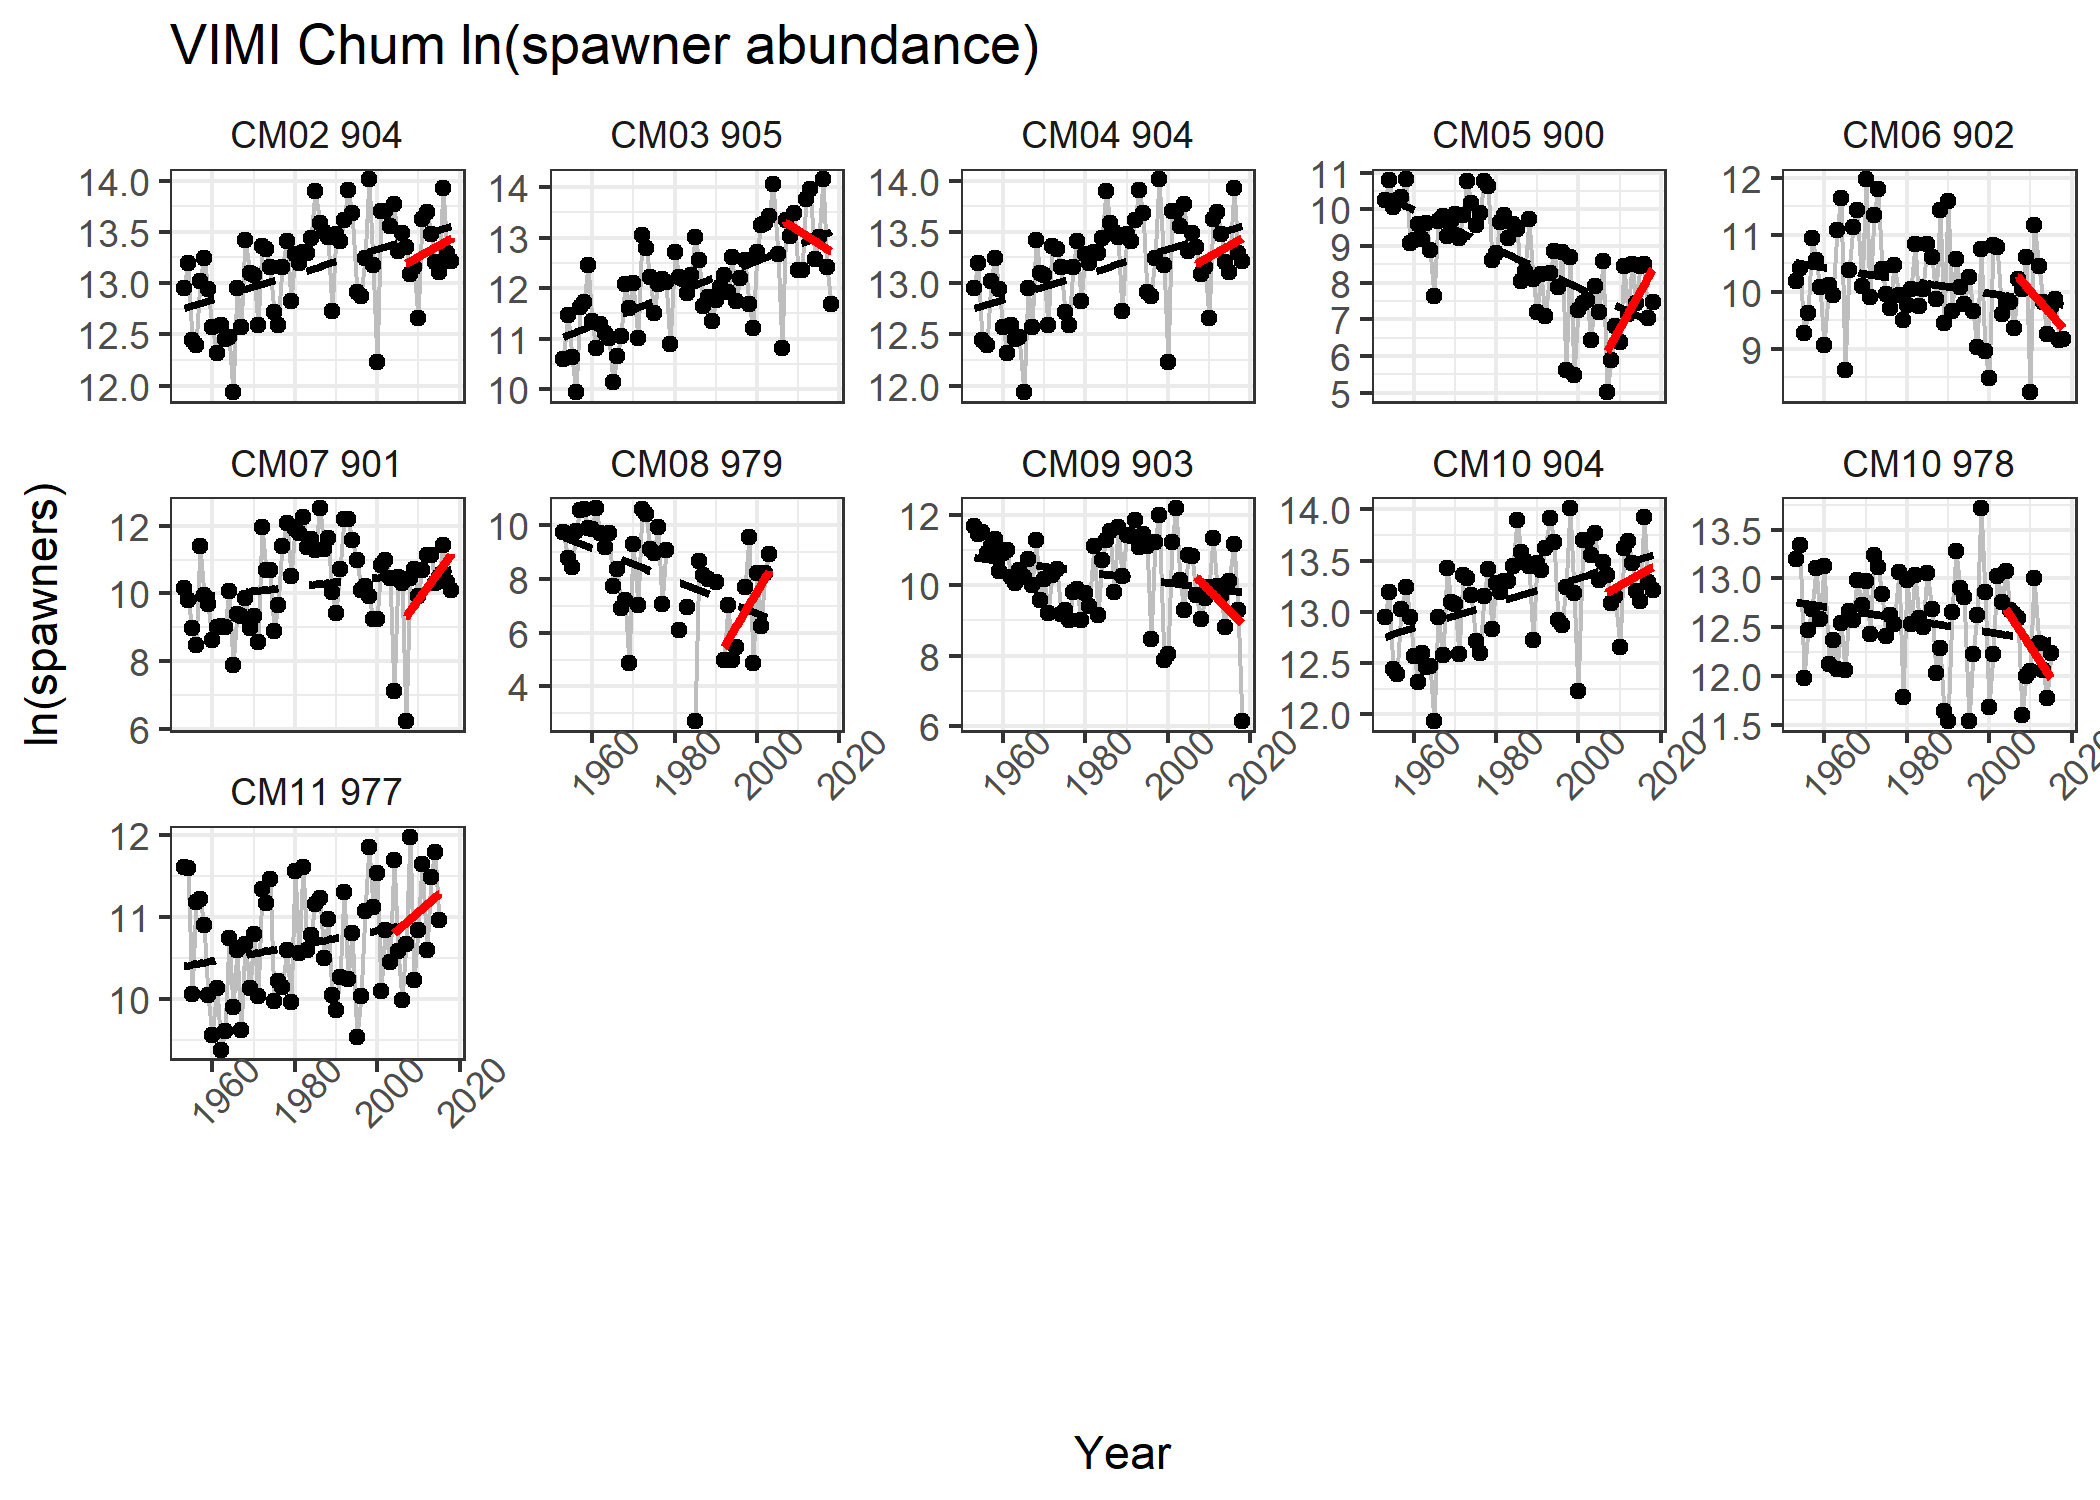 VIMI Chum ln(spawner abundance)
CM02 904 CM03 905 CM04 904 CM05 900 CM06 902
14.0 13.5 13.0 12.5 12.0
14 13 12 11 10
14.0 13.5 13.0 12.5 12.0
11 10 9 8 7 6 5
12 11 10 9
CM07 901 CM08 979 CM09 903 CM10 904 CM10 978
12 10 8 6
10 8 6 4
12 10 8 6
14.0 13.5 13.0 12.5 12.0
13.5 13.0 12.5 12.0 11.5
1960 1980 2000 2020
1960 1980 2000 2020
1960 1980 2000 2020
1960 1980 2000 202
ln(spawners)
CM11 977
12 11 10
1960 1980 2000 2020
Year